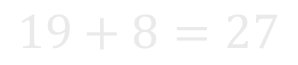 19 + 8 = 27